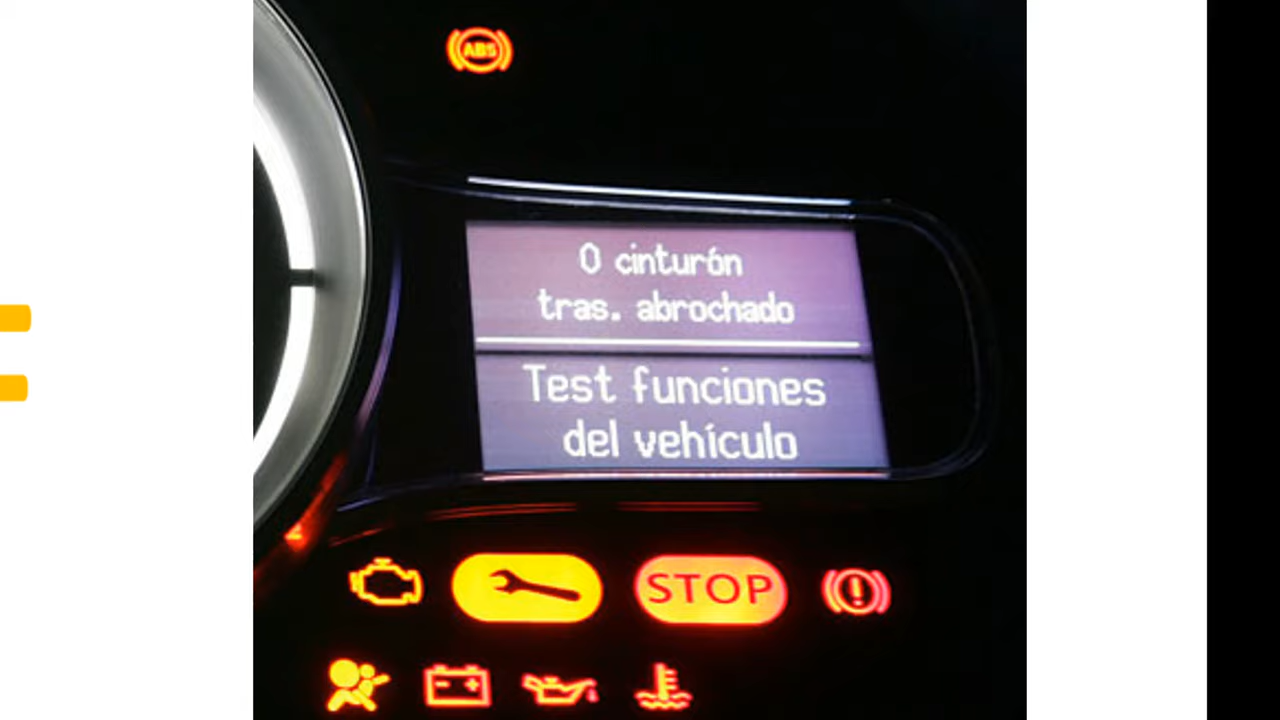 ABS
0 cinturón
tras. abrochado
Test funciones
del vehículo
STOP